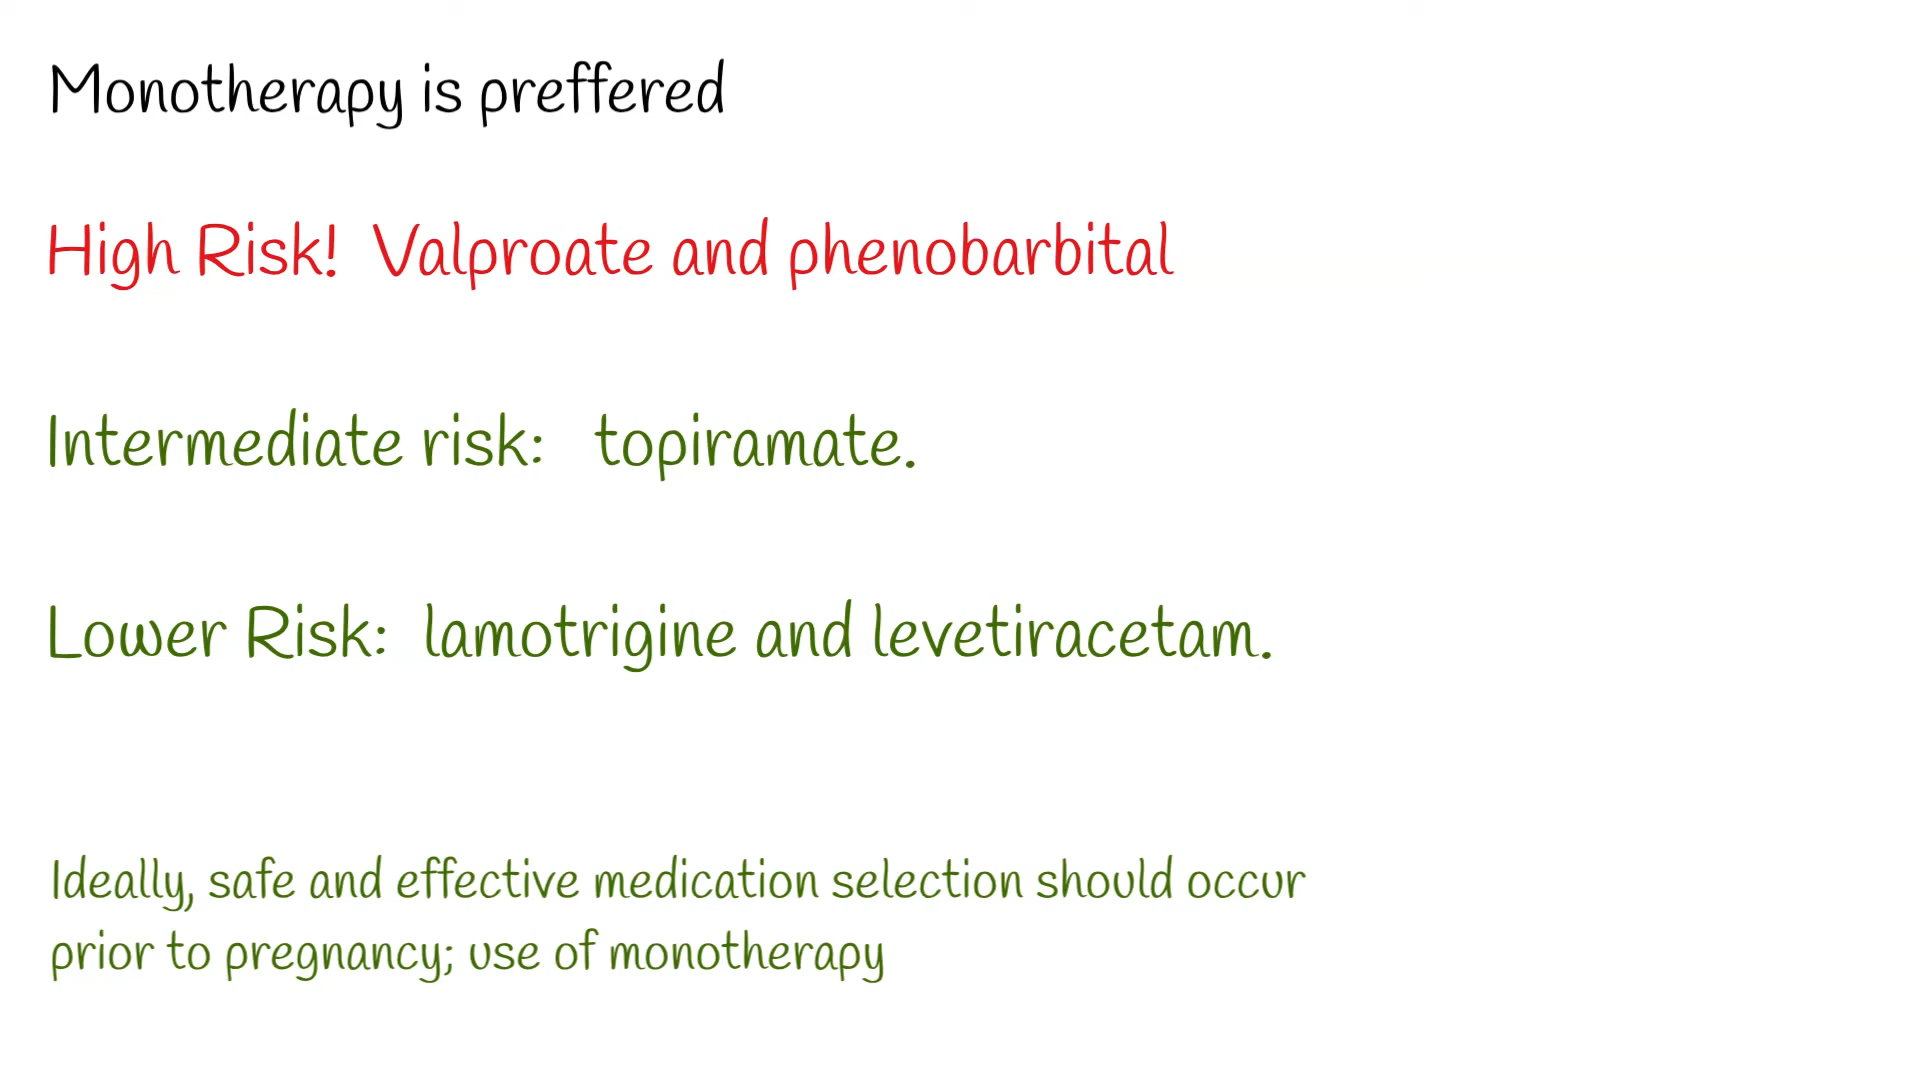 Monotherapy is preffered
High Risk! Valproate and phenobarbital
Intermediate risk: topiramate.
Lower Risk: lamotrigine and levetiracetam.
Ideally, safe and effective medication selection should occur
prior to pregnancy; use of monotherapy